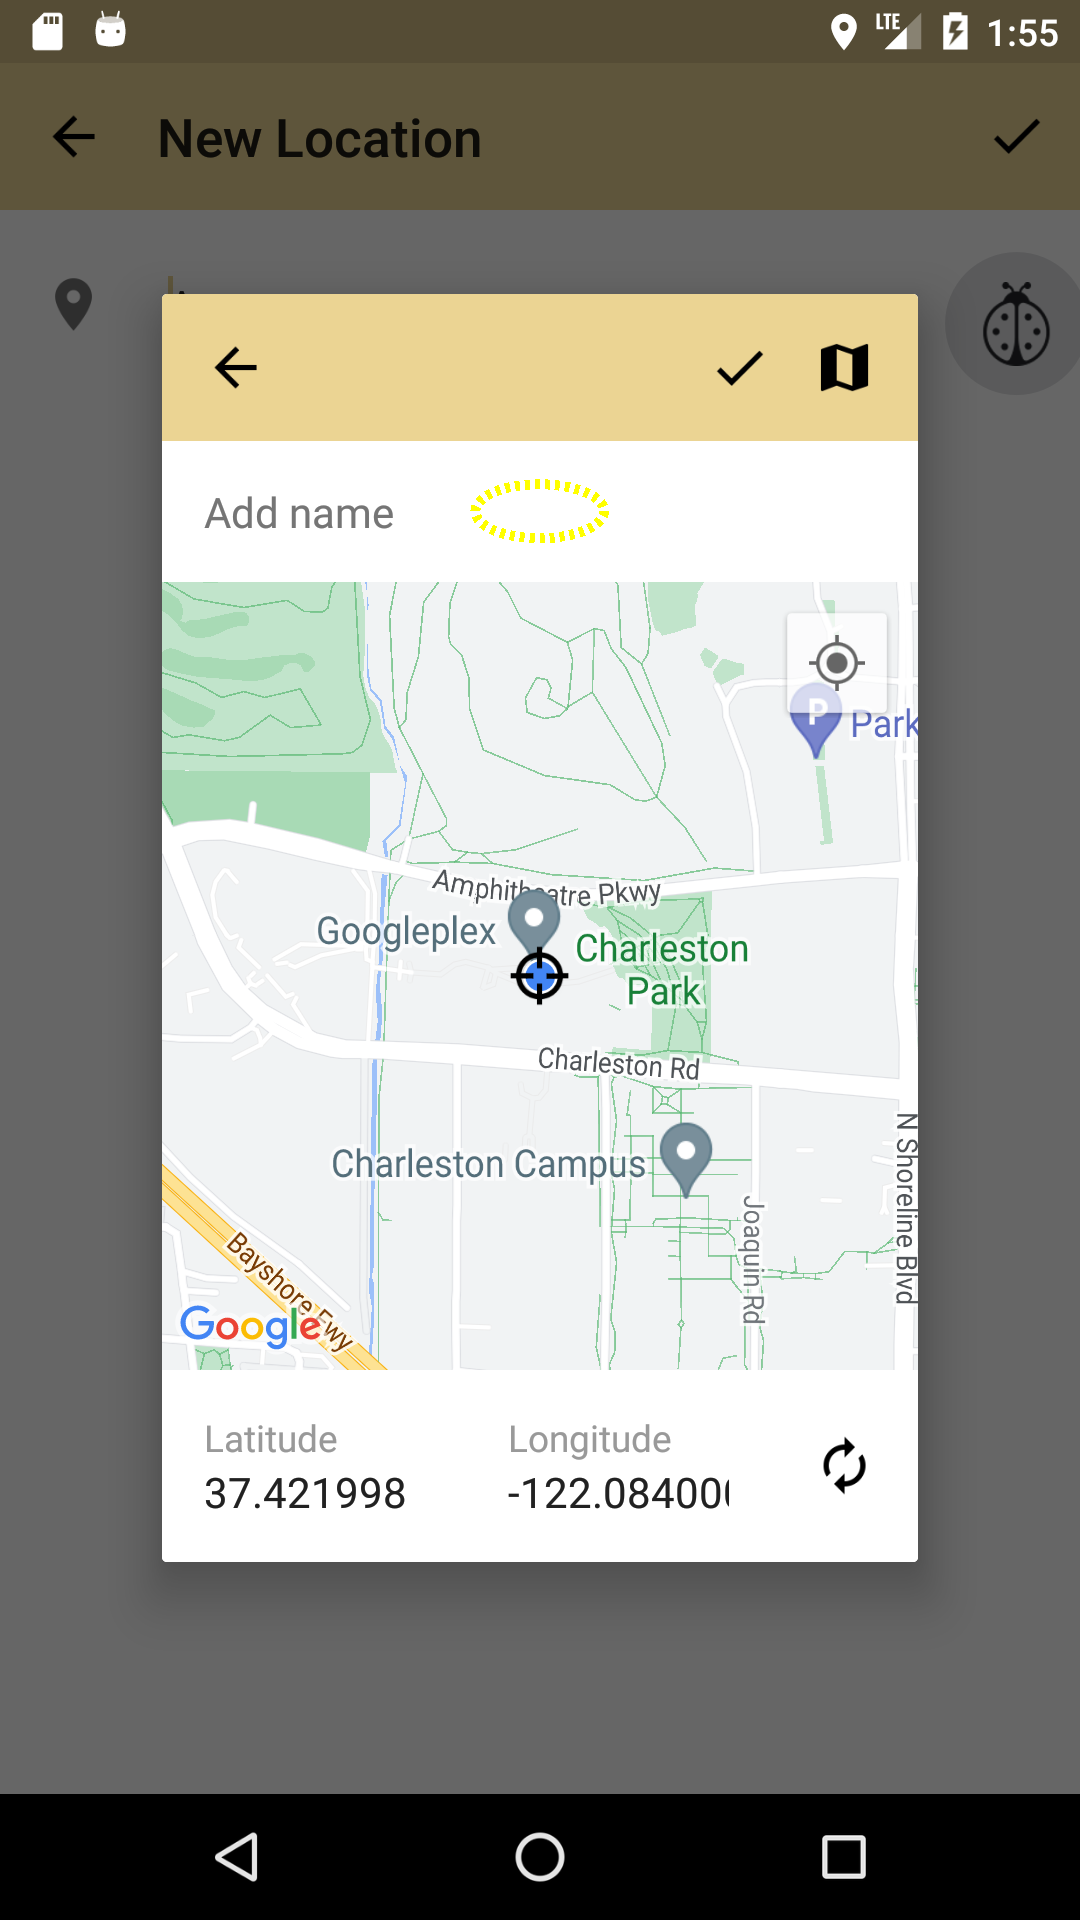 LTE 1:55
New Location
Add name
P Park
Amphitheatre Pkwy
Googleplex
Charleston
Park
Charleston Rd
Charleston Campus
N Shoreline Blvd
Joaquin Rd
Bayshore Fwy
Google
Latitude
Longitude
37.421998
-122.08400